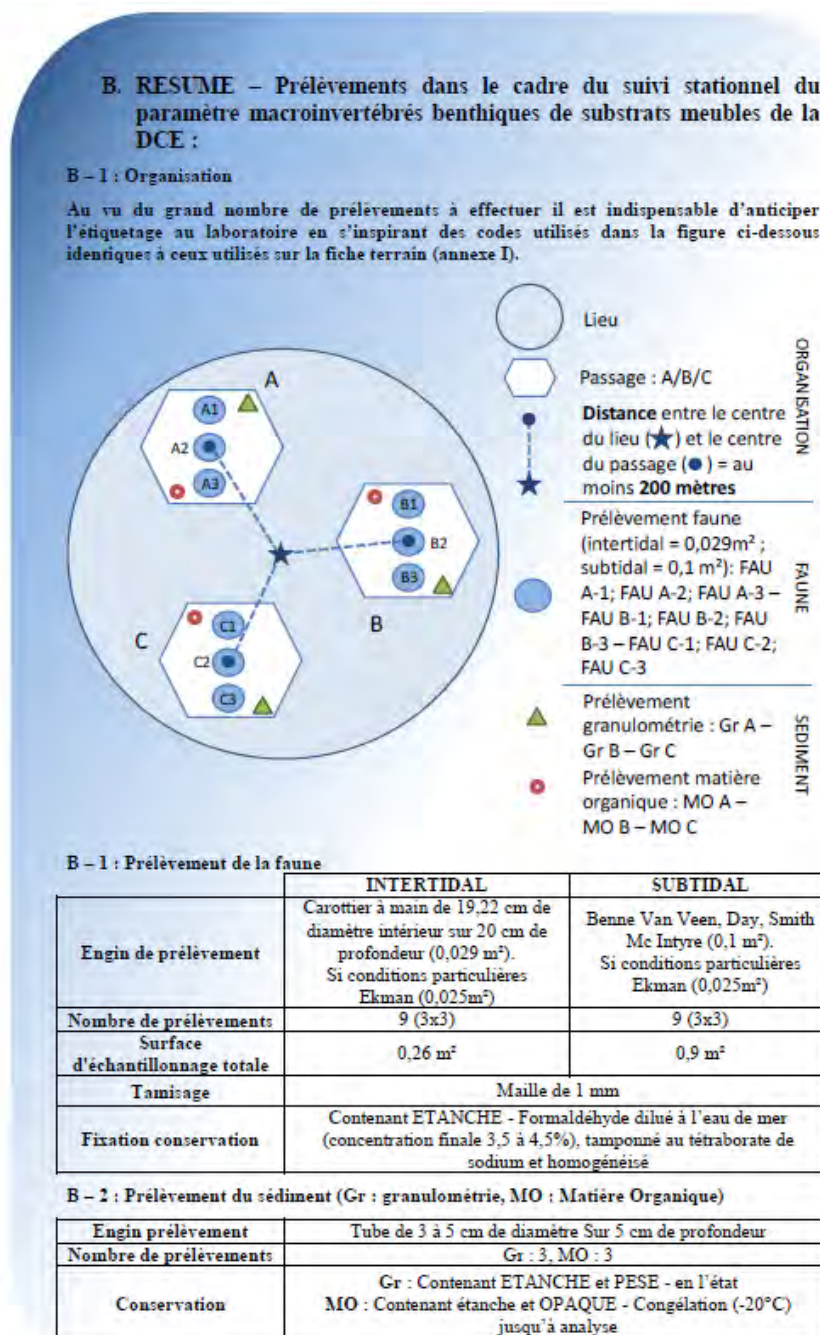 B. RESUME – Prélèvements dans le cadre du suivi stationnel du
paramètre macroinvertébrés benthiques de substrats meubles de la
DCE :
B – 1 : Organisation
Au vu du grand nombre de prélèvements à effectuer il est indispensable d'anticiper
l'étiquetage au laboratoire en s'inspirant des codes utilisés dans la figure ci-dessous
identiques à ceux utilisés sur la fiche terrain (annexe I).
A
A1
A2
A3
B1
B2
B3
B
C
C1
C2
C3
Lieu
Passage : A/B/C
Distance entre le centre
du lieu (★) et le centre
du passage (●) = au
moins 200 mètres
ORGANISATION
Prélèvement faune
(intertidal = 0,029m² ;
subtidal = 0,1 m²): FAU
A-1; FAU A-2; FAU A-3 –
FAU B-1; FAU B-2; FAU
B-3 – FAU C-1; FAU C-2;
FAU C-3
FAUNE
Prélèvement
granulométrie : Gr A –
Gr B – Gr C
Prélèvement matière
organique : MO A –
MO B – MO C
SEDIMENT
B – 1 : Prélèvement de la faune
INTERTIDAL
SUBTIDAL
Engin de prélèvement
Carottier à main de 19,22 cm de
diamètre intérieur sur 20 cm de
profondeur (0,029 m²).
Si conditions particulières
Ekman (0,025m²)
Benne Van Veen, Day, Smith
Mc Intyre (0,1 m²).
Si conditions particulières
Ekman (0,025m²)
Nombre de prélèvements
9 (3x3)
9 (3x3)
Surface
d'échantillonnage totale
0,26 m²
0,9 m²
Tamisage
Maille de 1 mm
Fixation conservation
Contenant ETANCHE - Formaldéhyde dilué à l'eau de mer
(concentration finale 3,5 à 4,5%), tamponné au tétraborate de
sodium et homogénéisé
B – 2 : Prélèvement du sédiment (Gr : granulométrie, MO : Matière Organique)
Engin prélèvement
Tube de 3 à 5 cm de diamètre Sur 5 cm de profondeur
Nombre de prélèvements
Gr : 3, MO : 3
Conservation
Gr : Contenant ETANCHE et PESE - en l'état
MO : Contenant étanche et OPAQUE - Congélation (-20°C)
jusqu'à analyse